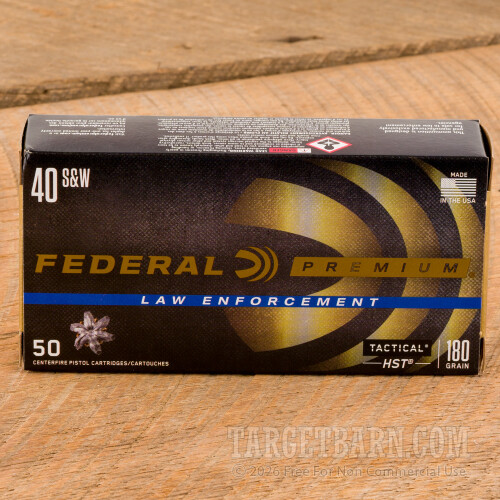 40 S&W
MADE
IN THE USA
FEDERAL PREMIUM
LAW ENFORCEMENT
50
CENTERFIRE PISTOL CARTRIDGES/CARTOUCHES
TACTICAL®
HST®
180
GRAIN
TARGETBARN.COM
© 2026 Free For Non-Commercial Use